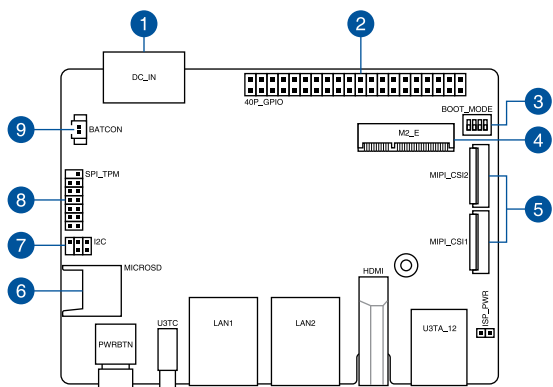 1
2
DC_IN
40P_GPIO
BOOT_MODE
3
9
BATCON
M2_E
4
SPI_TPM
MIPI_CSI2
8
5
7
I2C
MIPI_CSI1
6
MICROSD
HDMI
U3TC
LAN1
LAN2
U3TA_12
ISP_PWR
PWRBTN